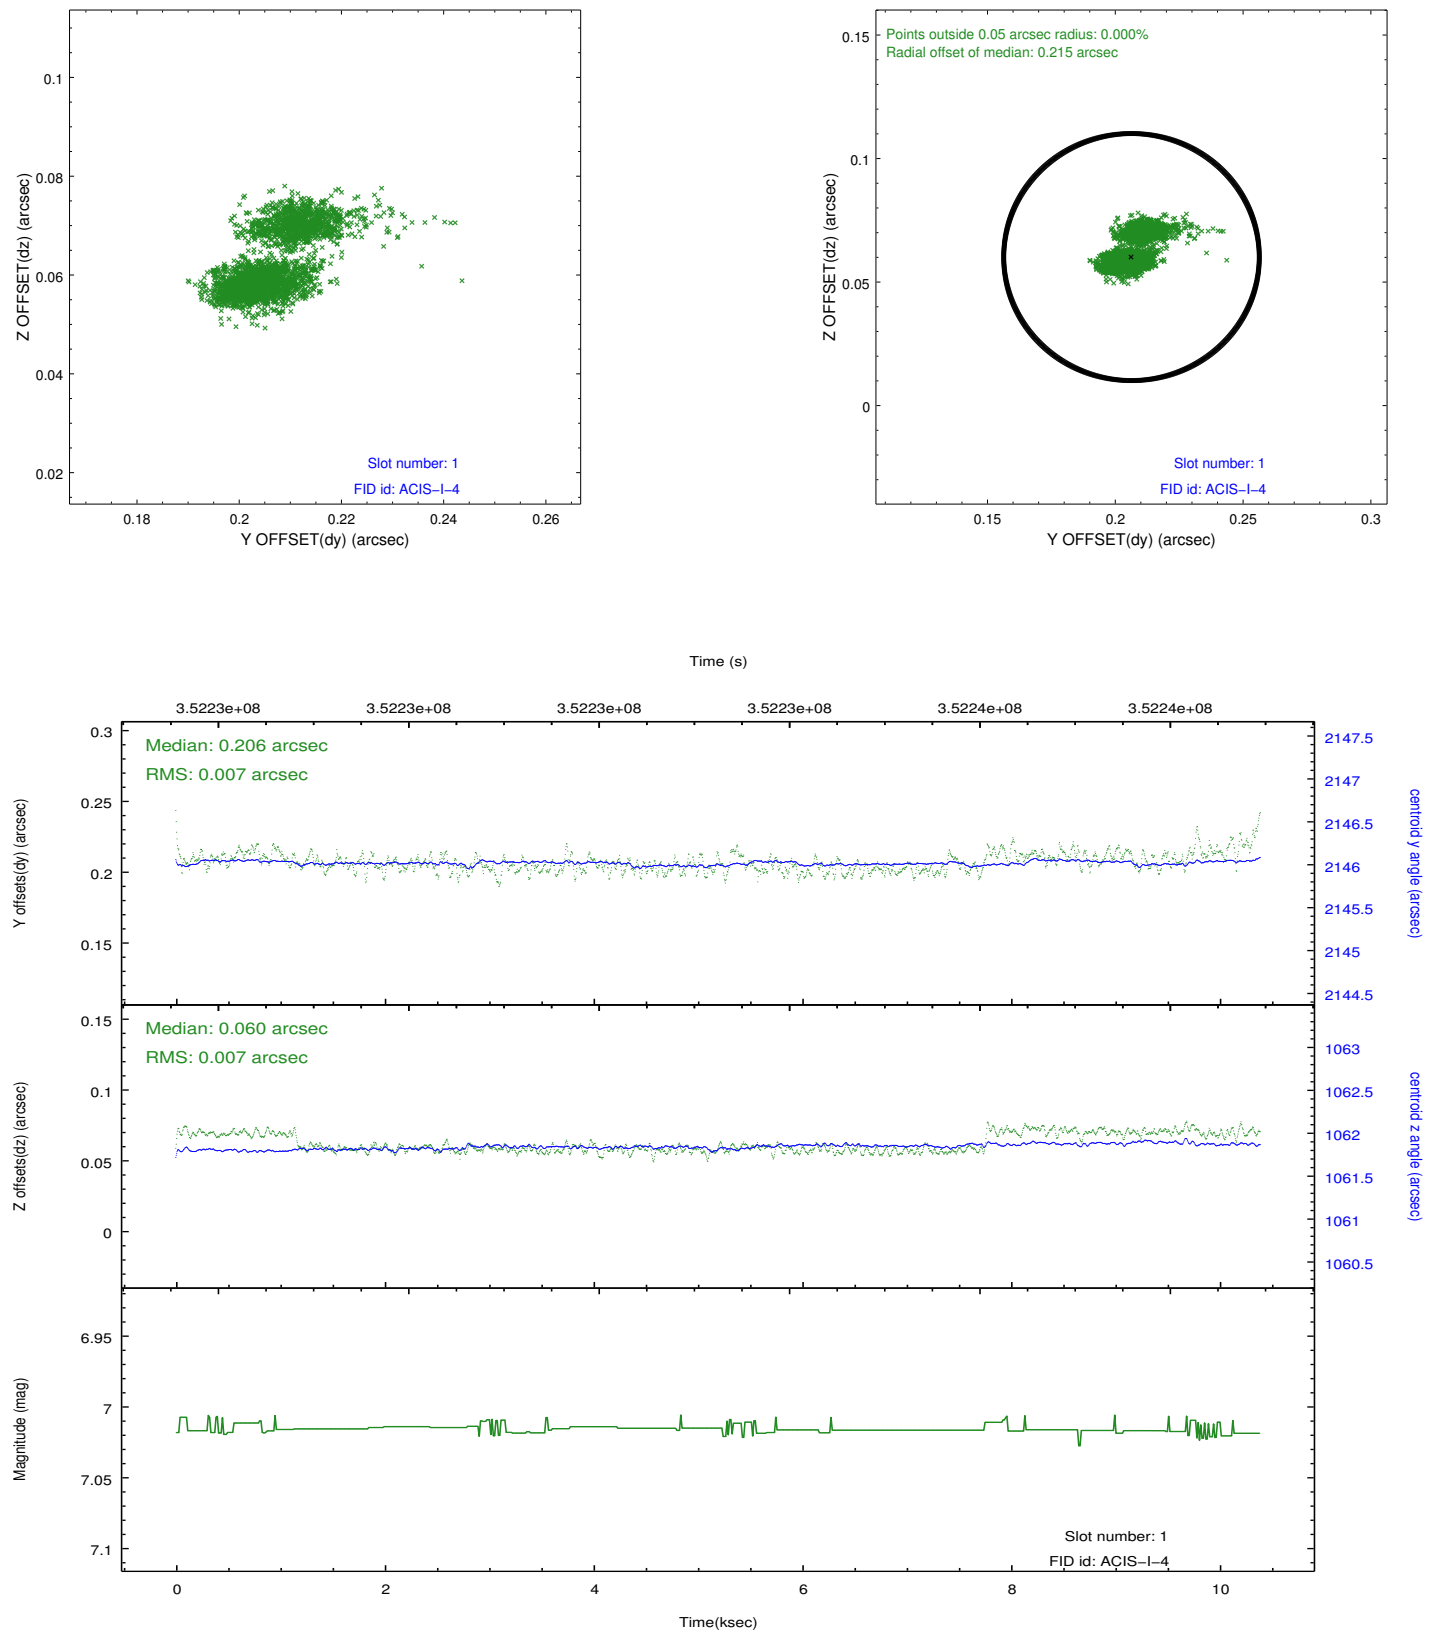 0.1
0.08
0.06
0.04
0.02
Z OFFSET(dz) (arcsec)
Slot number: 1
FID id: ACIS−I−4
0.18 0.2 0.22 0.24 0.26
Y OFFSET(dy) (arcsec)
Points outside 0.05 arcsec radius: 0.000%
Radial offset of median: 0.215 arcsec
0.15
0.1
0.05
0
Z OFFSET(dz) (arcsec)
Slot number: 1
FID id: ACIS−I−4
0.15 0.2 0.25 0.3
Y OFFSET(dy) (arcsec)
Time (s)
3.5223e+08 3.5223e+08 3.5223e+08 3.5223e+08 3.5224e+08 3.5224e+08
Median: 0.206 arcsec
RMS: 0.007 arcsec
0.3
0.25
0.2
0.15
Y offsets(dy) (arcsec)
2147.5
2147
2146.5
2146
2145.5
2145
2144.5
centroid y angle (arcsec)
Median: 0.060 arcsec
RMS: 0.007 arcsec
0.15
0.1
0.05
0
Z offsets(dz) (arcsec)
1063
1062.5
1062
1061.5
1061
1060.5
centroid z angle (arcsec)
6.95
7
7.05
7.1
Magnitude (mag)
Slot number: 1
FID id: ACIS−I−4
0 2 4 6 8 10
Time(ksec)